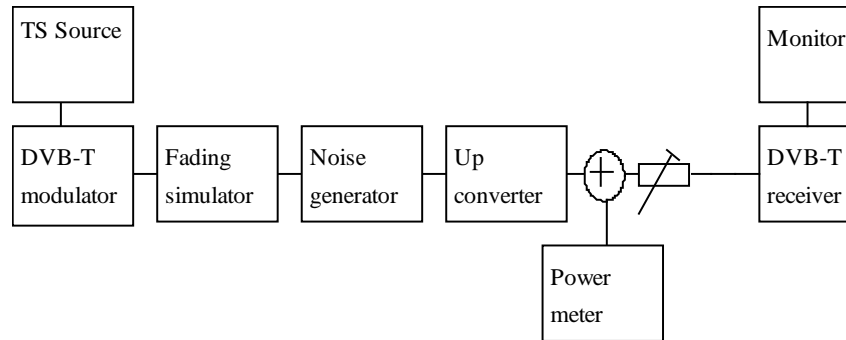 TS Source
Monitor
DVB-T
modulator
Fading
simulator
Noise
generator
Up
converter
DVB-T
receiver
Power
meter